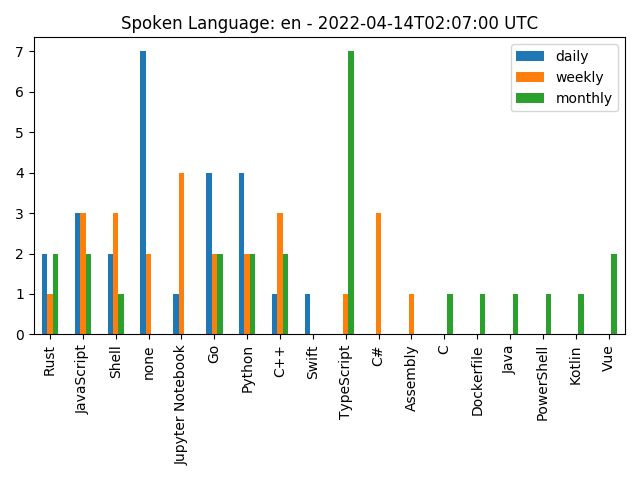 Spoken Language: en - 2022-04-14T02:07:00 UTC
daily
weekly
monthly
7
6
5
4
3
2
1
0
Rust
JavaScript
Shell
none
Jupyter Notebook
Go
Python
C++
Swift
TypeScript
C#
Assembly
C
Dockerfile
Java
PowerShell
Kotlin
Vue